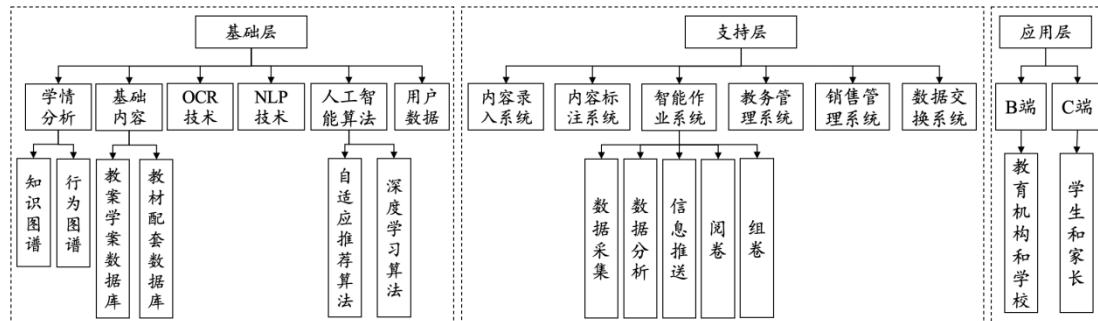 基础层
支持层
应用层
学情
分析
基础
内容
OCR
技术
NLP
技术
人工智
能算法
用户
数据
内容录
入系统
内容标
注系统
智能作
业系统
教务管
理系统
销售管
理系统
数据交
换系统
B端
C端
知识图谱
行为图谱
教案学案数据库
教材配套数据库
自适应推荐算法
深度学习算法
数据采集
数据分析
信息推送
阅卷
组卷
教育机构和学校
学生和家长